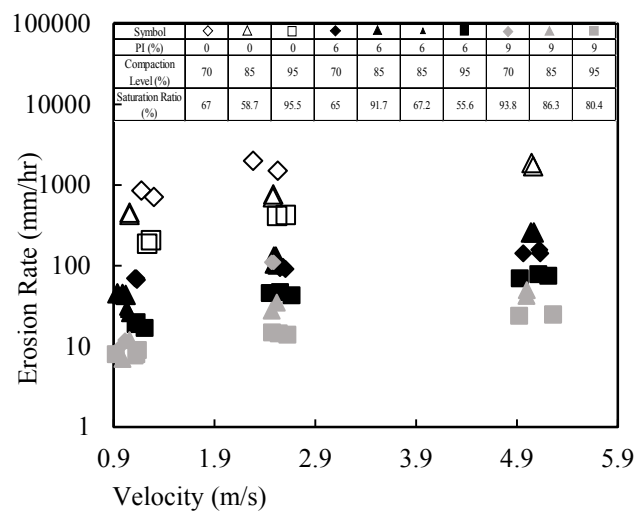 100000
Symbol
PI (%) 0 0 0 6 6 6 6 9 9 9
Compaction
Level (%) 70 85 95 70 85 85 95 70 85 95
Saturation Ratio
(%) 67 58.7 95.5 65 91.7 67.2 55.6 93.8 86.3 80.4
10000
1000
100
10
1
Erosion Rate (mm/hr)
0.9 1.9 2.9 3.9 4.9 5.9
Velocity (m/s)